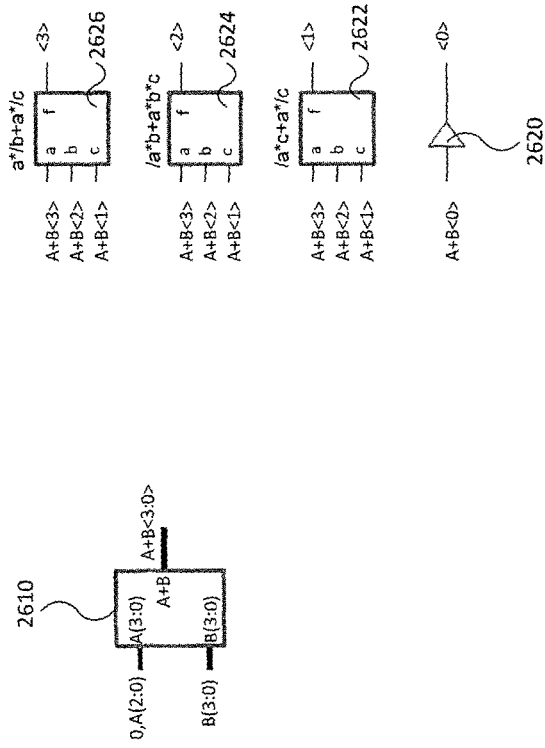 2610
0,A(2:0)
A(3:0)
A+B
A+B<3:0>
B(3:0)
B(3:0)
a*/b+a*/c
A+B<3> a f <3>
A+B<2> b
A+B<1> c
2626
/a*b+a*b*c
A+B<3> a f <2>
A+B<2> b
A+B<1> c
2624
/a*c+a*/c
A+B<3> a f <1>
A+B<2> b
A+B<1> c
2622
A+B<0> <0>
2620